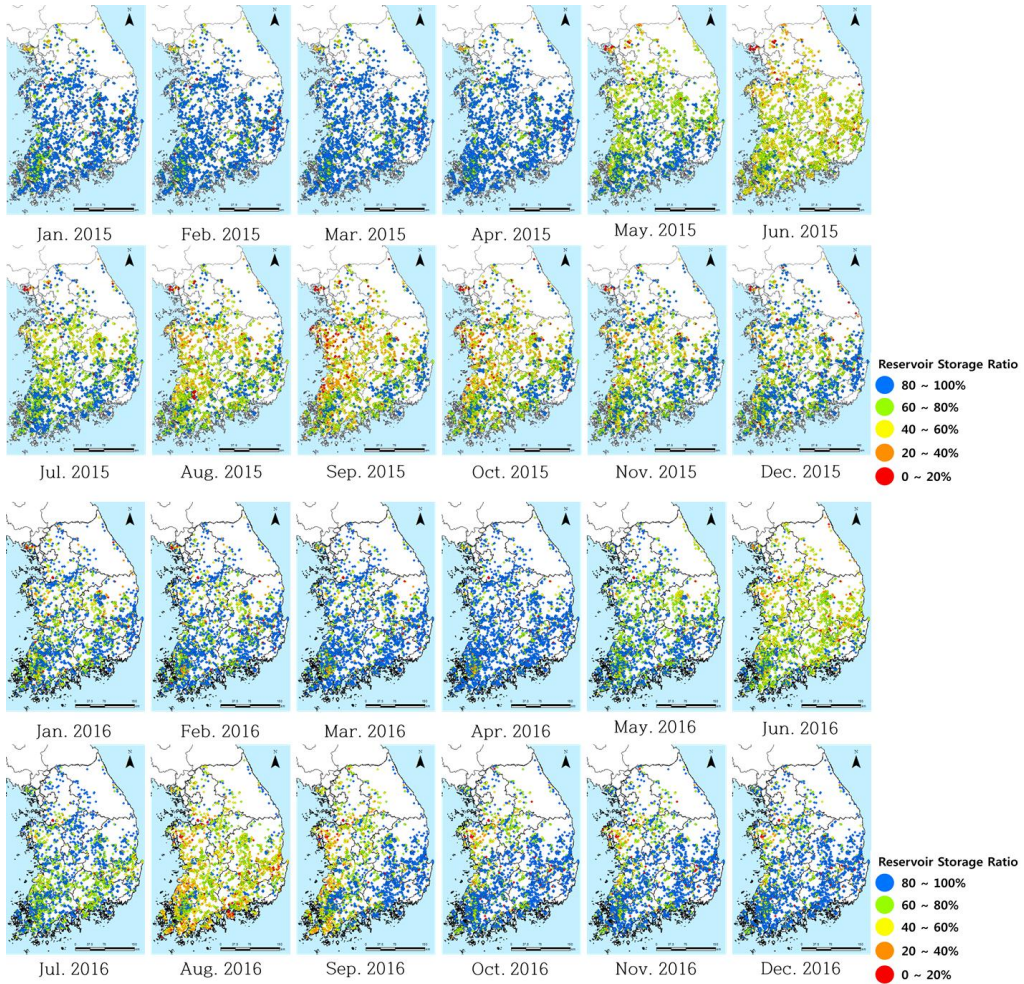 Jan. 2015 Feb. 2015 Mar. 2015 Apr. 2015 May. 2015 Jun. 2015
Jul. 2015 Aug. 2015 Sep. 2015 Oct. 2015 Nov. 2015 Dec. 2015
Reservoir Storage Ratio
80 ~ 100%
60 ~ 80%
40 ~ 60%
20 ~ 40%
0 ~ 20%
Jan. 2016 Feb. 2016 Mar. 2016 Apr. 2016 May. 2016 Jun. 2016
Jul. 2016 Aug. 2016 Sep. 2016 Oct. 2016 Nov. 2016 Dec. 2016
Reservoir Storage Ratio
80 ~ 100%
60 ~ 80%
40 ~ 60%
20 ~ 40%
0 ~ 20%